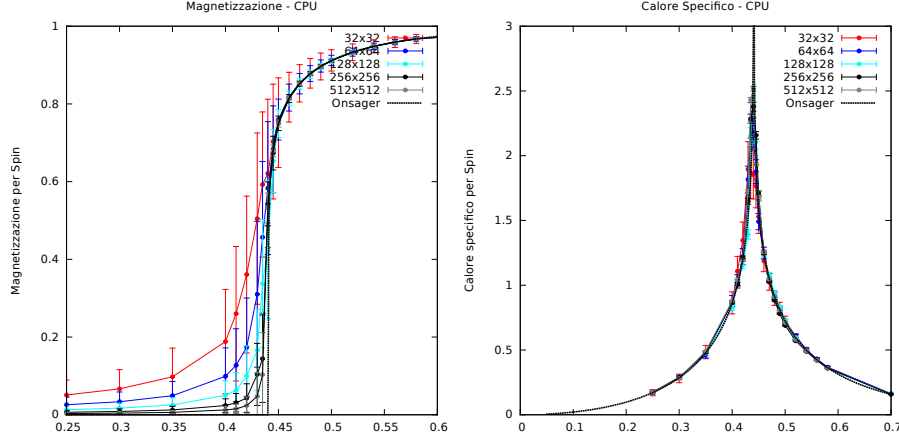 Magnetizzazione - CPU
Magnetizzazione per Spin
1
0.8
0.6
0.4
0.2
0
0.25
0.3
0.35
0.4
0.45
0.5
0.55
0.6
32x32
64x64
128x128
256x256
512x512
Onsager
Calore Specifico - CPU
Calore specifico per Spin
3
2.5
2
1.5
1
0.5
0
0
0.1
0.2
0.3
0.4
0.5
0.6
0.7
32x32
64x64
128x128
256x256
512x512
Onsager